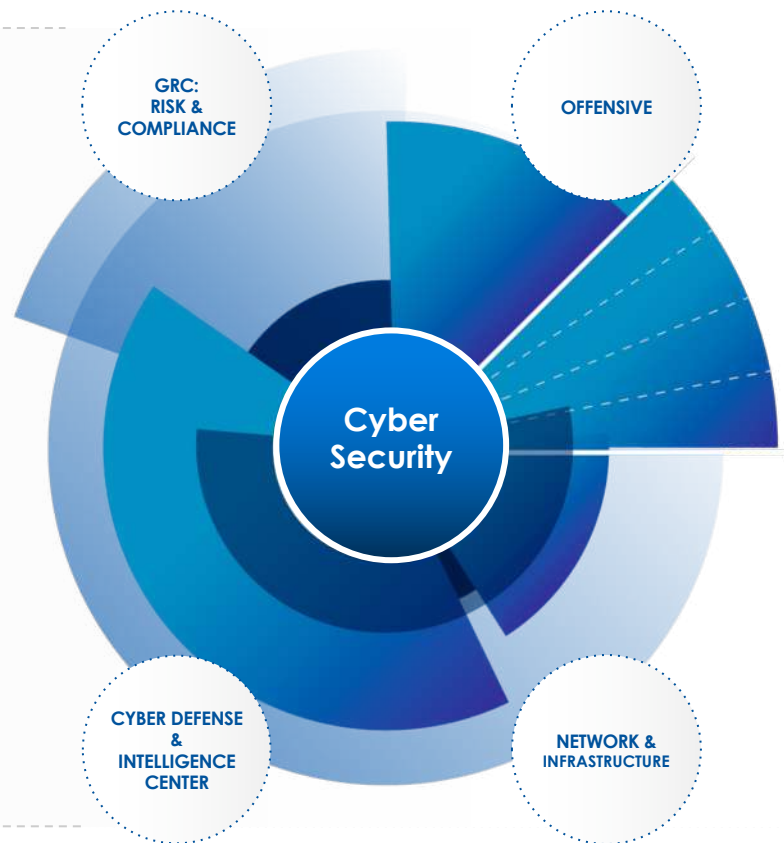 GRC:
RISK &
COMPLIANCE
OFFENSIVE
Cyber
Security
CYBER DEFENSE
&
INTELLIGENCE
CENTER
NETWORK &
INFRASTRUCTURE